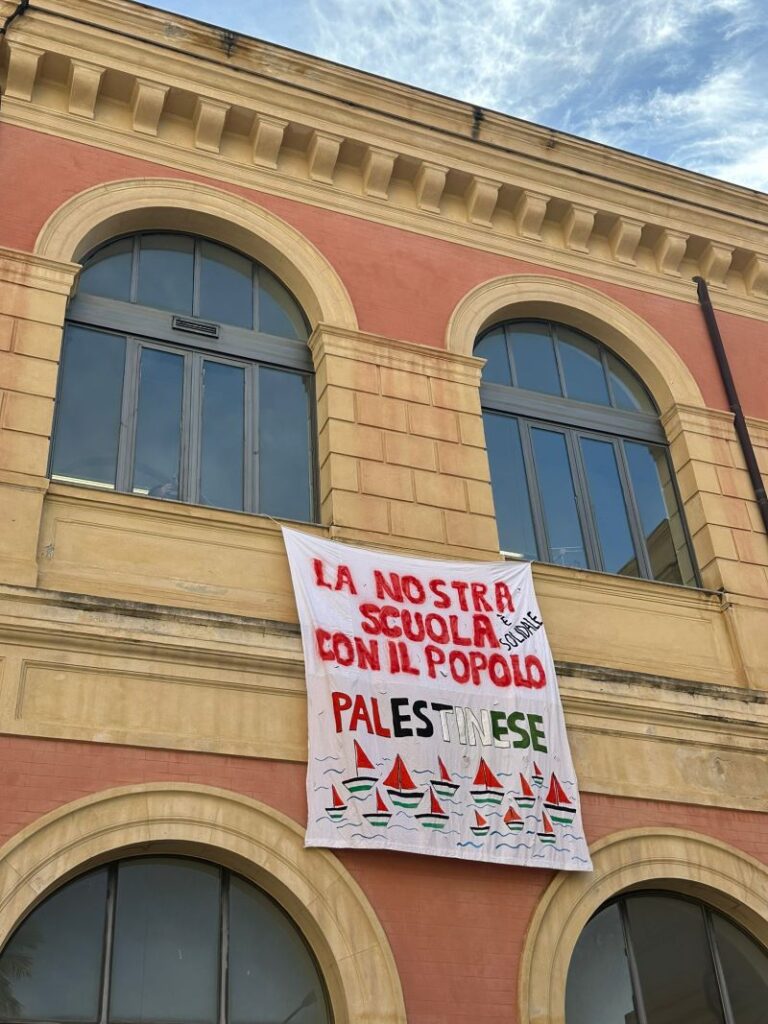 LA NOSTRA
SCUOLA È SOLIDALE
CON IL POPOLO
PALESTINESE